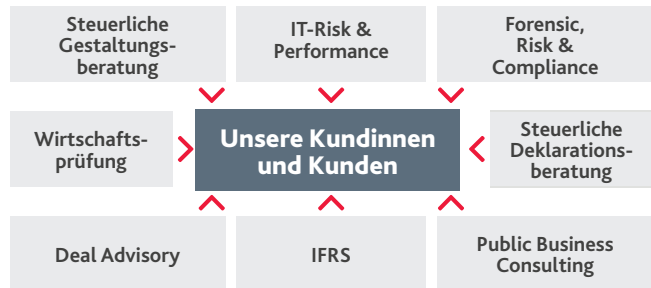 Steuerliche
Gestaltungs-
beratung
IT-Risk &
Performance
Forensic,
Risk &
Compliance
Wirtschafts-
prüfung
Unsere Kundinnen
und Kunden
Steuerliche
Deklarations-
beratung
Deal Advisory
IFRS
Public Business
Consulting